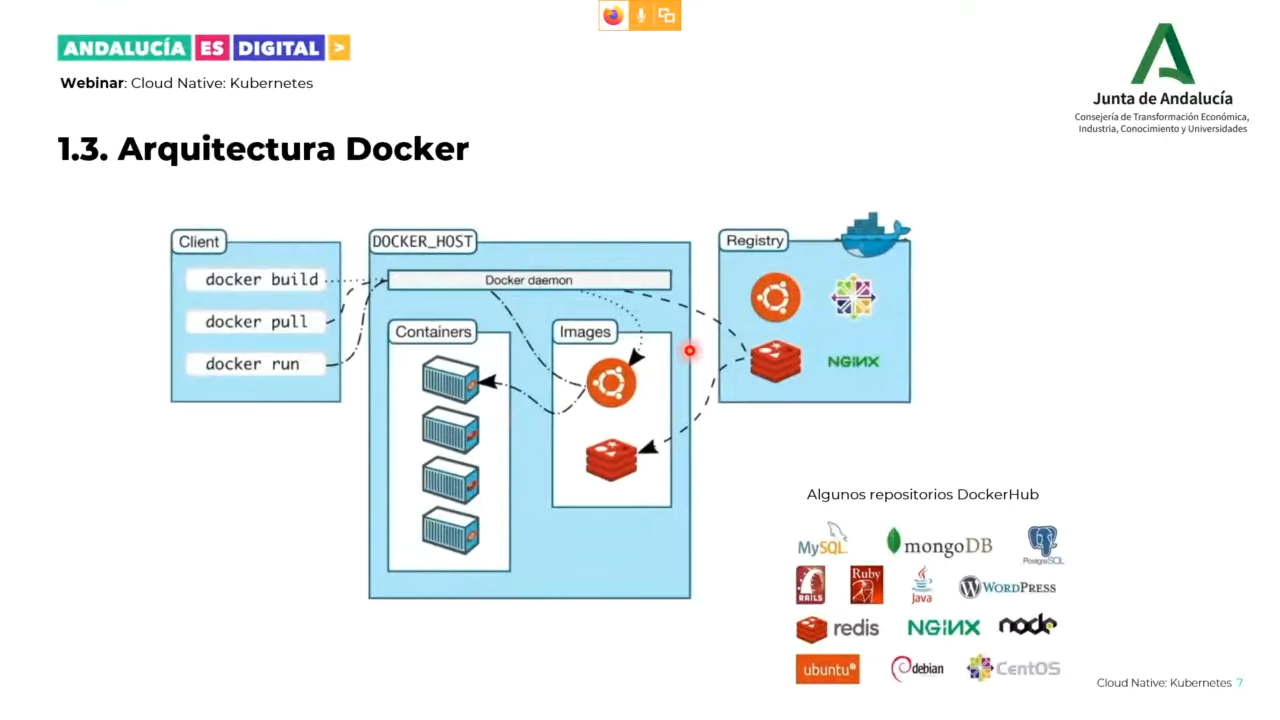 ANDALUCÍA ES DIGITAL >
Webinar: Cloud Native: Kubernetes
Junta de Andalucía
Consejería de Transformación Económica,
Industria, Conocimiento y Universidades
1.3. Arquitectura Docker
Client
docker build
docker pull
docker run
DOCKER_HOST
Docker daemon
Containers
Images
Registry
NGINX
Algunos repositorios DockerHub
MySQL
mongoDB
PostgreSQL
RAILS
Ruby
Java
WORDPRESS
redis
NGINX
node
ubuntu
debian
CentOS
Cloud Native: Kubernetes 7